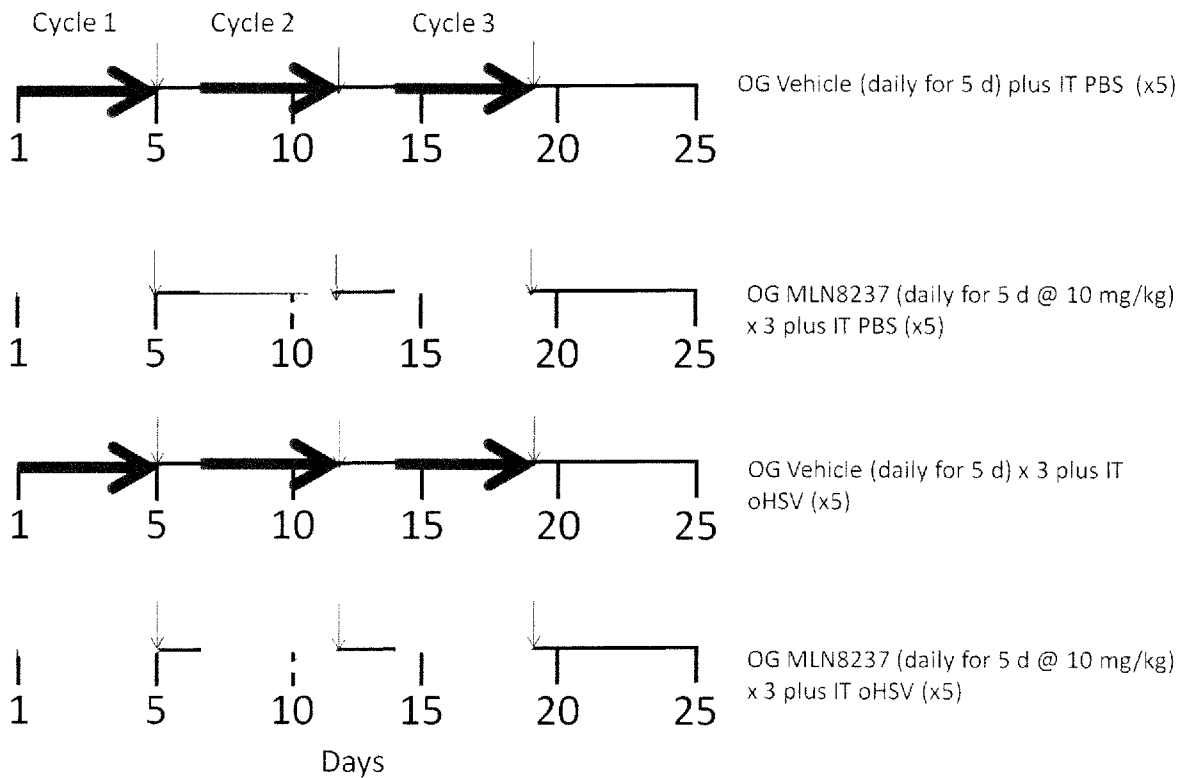 Cycle 1 Cycle 2 Cycle 3
OG Vehicle (daily for 5 d) plus IT PBS (x5)
1 5 10 15 20 25
OG MLN8237 (daily for 5 d @ 10 mg/kg)
x 3 plus IT PBS (x5)
1 5 10 15 20 25
OG Vehicle (daily for 5 d) x 3 plus IT
oHSV (x5)
1 5 10 15 20 25
OG MLN8237 (daily for 5 d @ 10 mg/kg)
x 3 plus IT oHSV (x5)
1 5 10 15 20 25
Days